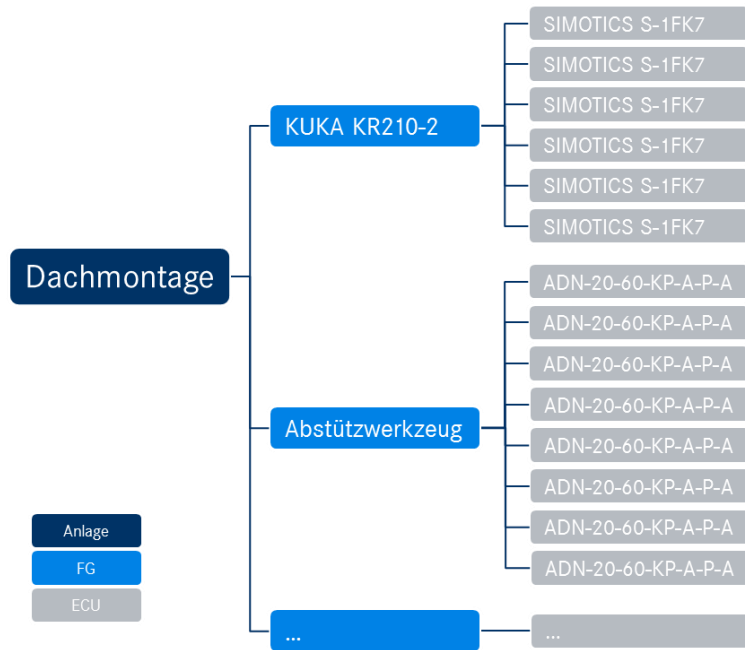 SIMOTICS S-1FK7
SIMOTICS S-1FK7
SIMOTICS S-1FK7
KUKA KR210-2
SIMOTICS S-1FK7
SIMOTICS S-1FK7
SIMOTICS S-1FK7
Dachmontage
ADN-20-60-KP-A-P-A
ADN-20-60-KP-A-P-A
ADN-20-60-KP-A-P-A
ADN-20-60-KP-A-P-A
Abstützwerkzeug
ADN-20-60-KP-A-P-A
ADN-20-60-KP-A-P-A
ADN-20-60-KP-A-P-A
ADN-20-60-KP-A-P-A
Anlage
FG
ECU
...
...